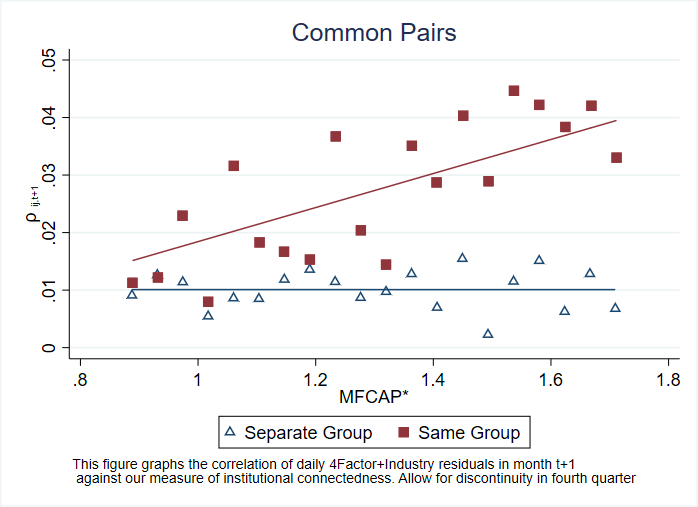 Common Pairs
.05
.04
.03
.02
.01
0
ρ ij,t+1
.8 1 1.2 1.4 1.6 1.8
MFCAP*
Separate Group Same Group
This figure graphs the correlation of daily 4Factor+Industry residuals in month t+1
against our measure of institutional connectedness. Allow for discontinuity in fourth quarter